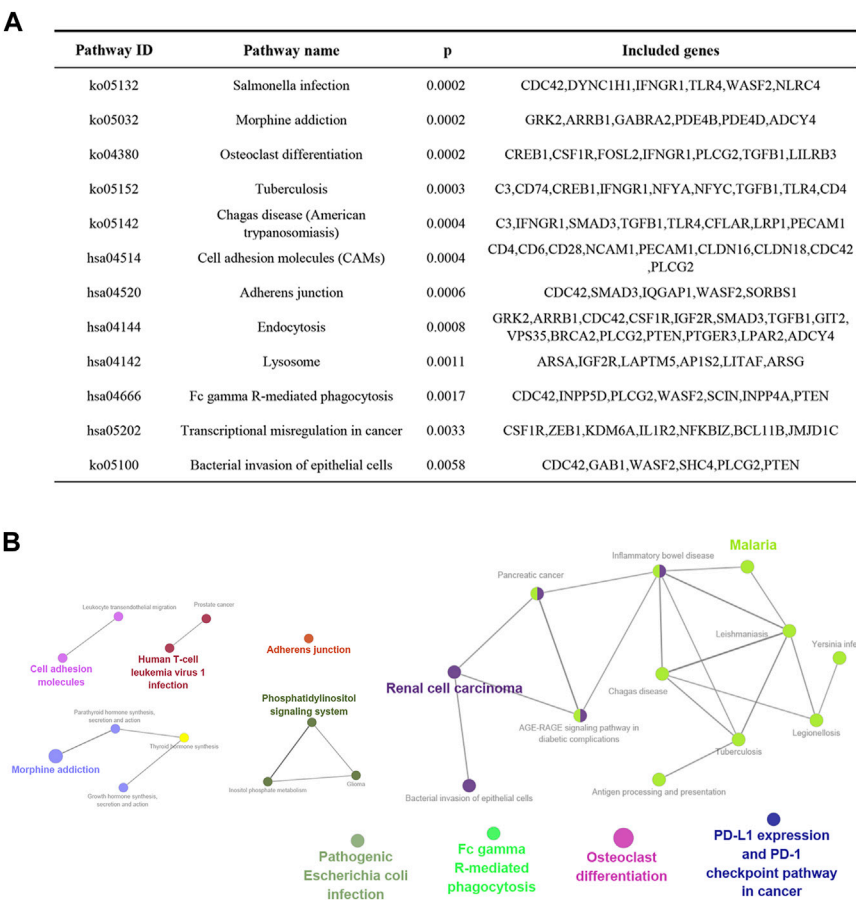 A
Pathway ID Pathway name p Included genes
ko05132 Salmonella infection 0.0002 CDC42,DYNC1H1,IFNGR1,TLR4,WASF2,NLRC4
ko05032 Morphine addiction 0.0002 GRK2,ARRB1,GABRA2,PDE4B,PDE4D,ADCY4
ko04380 Osteoclast differentiation 0.0002 CREB1,CSF1R,FOSL2,IFNGR1,PLCG2,TGFB1,LILRB3
ko05152 Tuberculosis 0.0003 C3,CD74,CREB1,IFNGR1,NFYA,NFYC,TGFB1,TLR4,CD4
ko05142 Chagas disease (American
trypanosomiasis) 0.0004 C3,IFNGR1,SMAD3,TGFB1,TLR4,CFLAR,LRP1,PECAM1
hsa04514 Cell adhesion molecules (CAMs) 0.0004 CD4,CD6,CD28,NCAM1,PECAM1,CLDN16,CLDN18,CDC42
,PLCG2
hsa04520 Adherens junction 0.0006 CDC42,SMAD3,IQGAP1,WASF2,SORBS1
hsa04144 Endocytosis 0.0008 GRK2,ARRB1,CDC42,CSF1R,IGF2R,SMAD3,TGFB1,GIT2,
VPS35,BRCA2,PLCG2,PTEN,PTGER3,LPAR2,ADCY4
hsa04142 Lysosome 0.0011 ARSA,IGF2R,LAPTM5,AP1S2,LITAF,ARSG
hsa04666 Fc gamma R-mediated phagocytosis 0.0017 CDC42,INPP5D,PLCG2,WASF2,SCIN,INPP4A,PTEN
hsa05202 Transcriptional misregulation in cancer 0.0033 CSF1R,ZEB1,KDM6A,IL1R2,NFKBIZ,BCL11B,JMJD1C
ko05100 Bacterial invasion of epithelial cells 0.0058 CDC42,GAB1,WASF2,SHC4,PLCG2,PTEN
B
Leukocyte transendothelial migration
Cell adhesion
molecules
Prostate cancer
Human T-cell
leukemia virus 1
infection
Adherens junction
Parathyroid hormone synthesis,
secretion and action
Thyroid hormone synthesis
Morphine addiction
Growth hormone synthesis,
secretion and action
Phosphatidylinositol
signaling system
Inositol phosphate metabolism
Glioma
Malaria
Inflammatory bowel disease
Pancreatic cancer
Leishmaniasis
Yersinia infe
Chagas disease
Renal cell carcinoma
AGE-RAGE signaling pathway in
diabetic complications
Legionellosis
Tuberculosis
Antigen processing and presentation
Bacterial invasion of epithelial cells
Pathogenic
Escherichia coli
infection
Fc gamma
R-mediated
phagocytosis
Osteoclast
differentiation
PD-L1 expression
and PD-1
checkpoint pathway
in cancer